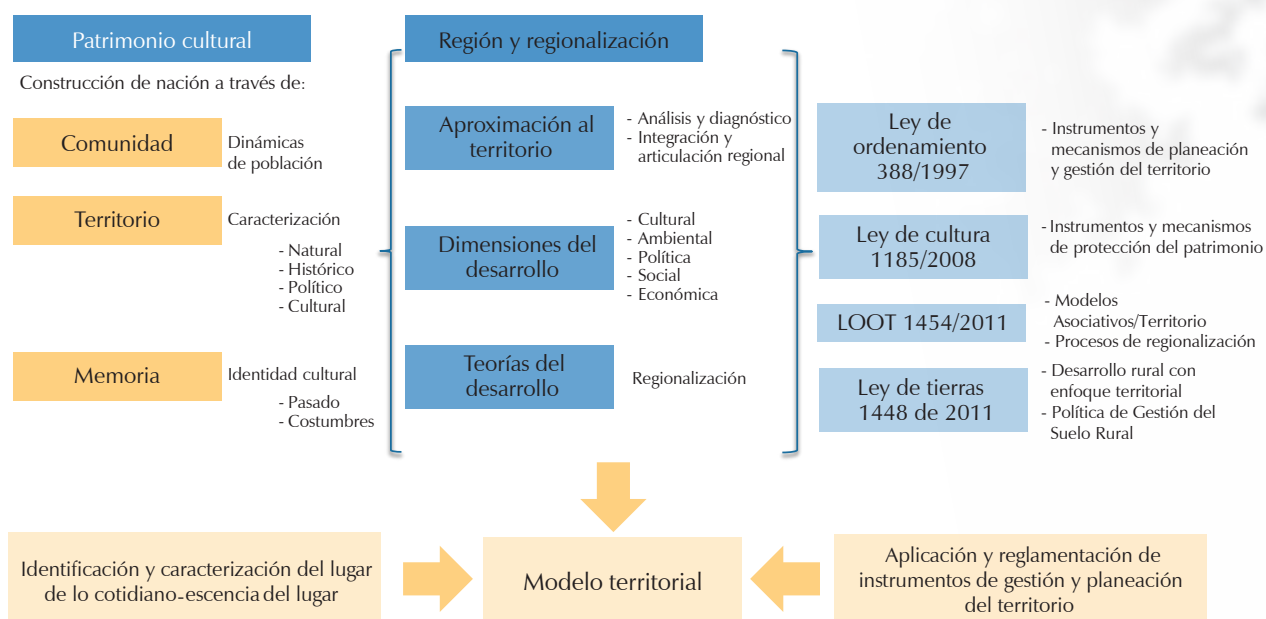 Patrimonio cultural
Construcción de nación a través de:
Comunidad
Dinámicas
de población
Territorio
Caracterización
- Natural
- Histórico
- Político
- Cultural
Memoria
Identidad cultural
- Pasado
- Costumbres
Región y regionalización
Aproximación al
territorio
- Análisis y diagnóstico
- Integración y
articulación regional
Dimensiones del
desarrollo
- Cultural
- Ambiental
- Política
- Social
- Económica
Teorías del
desarrollo
Regionalización
Ley de
ordenamiento
388/1997
- Instrumentos y
mecanismos de planeación
y gestión del territorio
Ley de cultura
1185/2008
-Instrumentos y mecanismos
de protección del patrimonio
LOOT 1454/2011
- Modelos
Asociativos/Territorio
- Procesos de regionalización
Ley de tierras
1448 de 2011
- Desarrollo rural con
enfoque territorial
- Política de Gestión del
Suelo Rural
Identificación y caracterización del lugar
de lo cotidiano-escencia del lugar
Modelo territorial
Aplicación y reglamentación de
instrumentos de gestión y planeación
del territorio